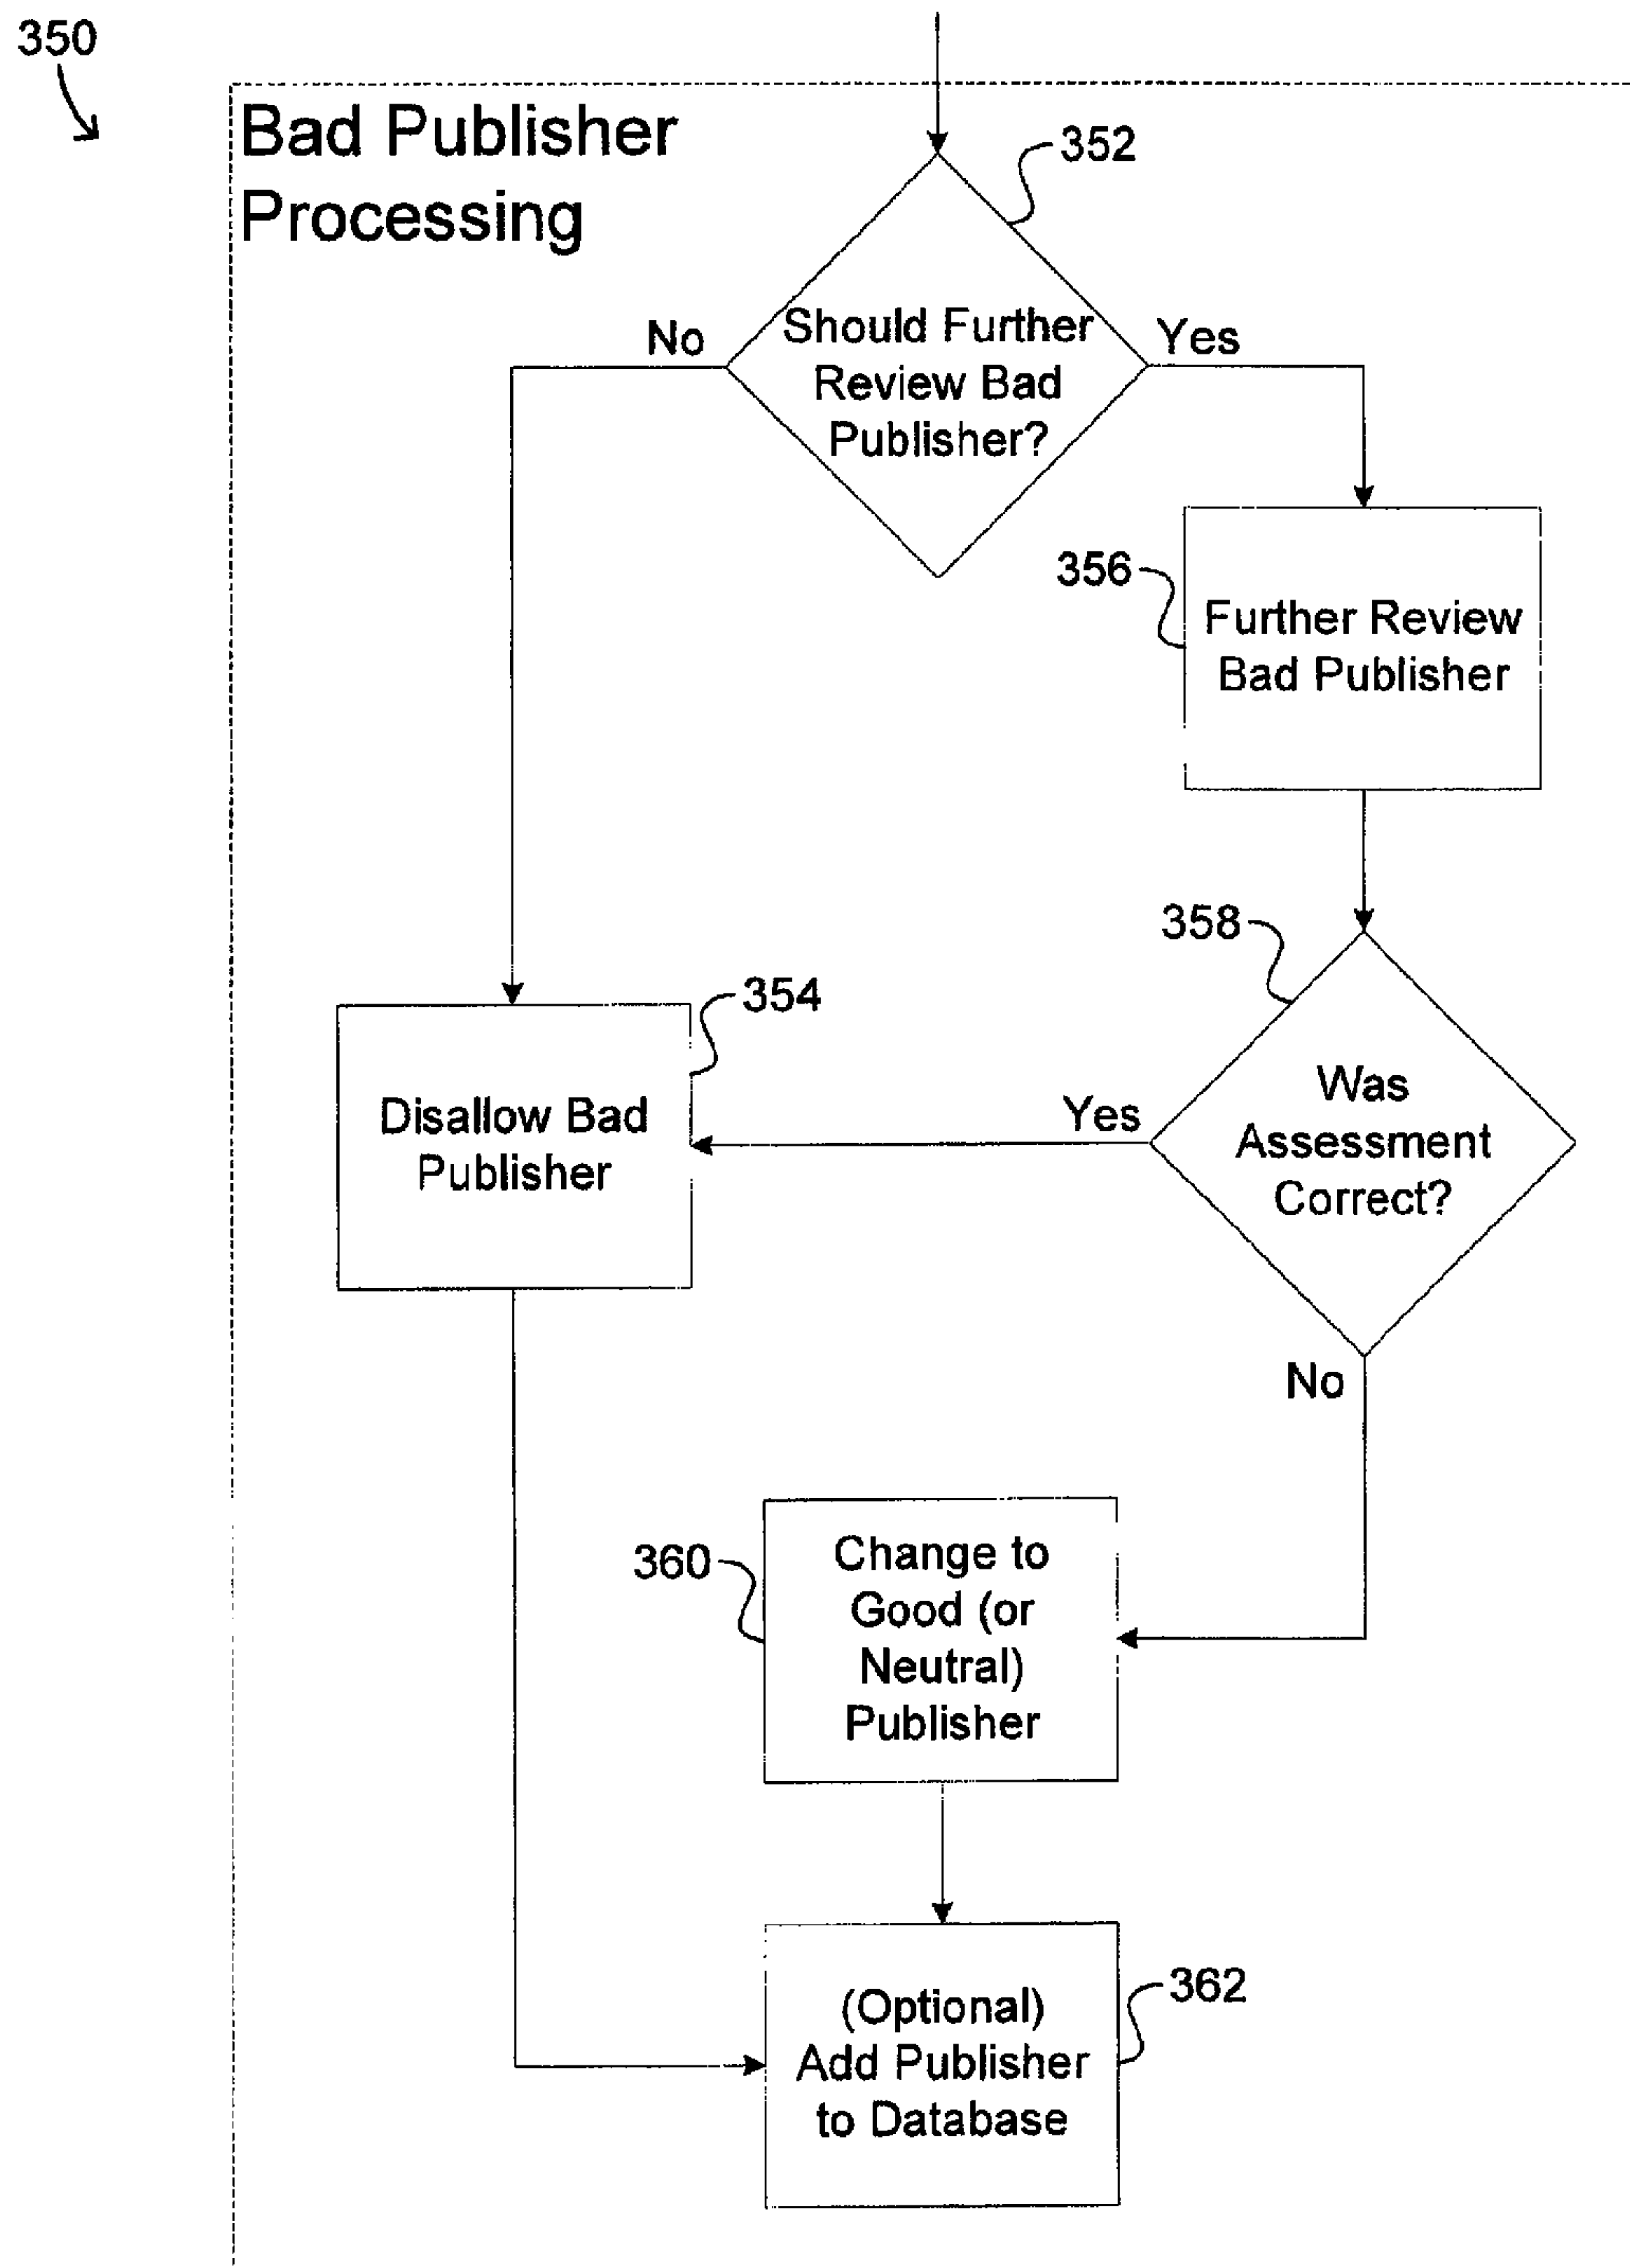 350
Bad Publisher
Processing
352
No
Should Further
Review Bad
Publisher?
Yes
356
Further Review
Bad Publisher
358
354
Was
Assessment
Correct?
Disallow Bad
Publisher
Yes
No
360
Change to
Good (or
Neutral)
Publisher
362
(Optional)
Add Publisher
to Database